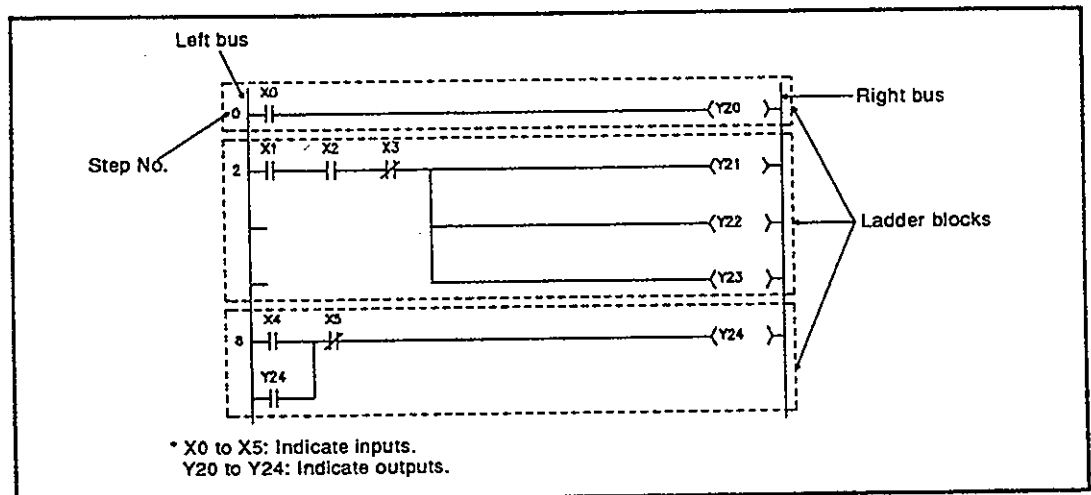 Left bus
X0
0
Y20
Right bus
Step No.
X1 X2 X3
2
Y21
Y22
Ladder blocks
Y23
X4 X5
8
Y24
Y24
* X0 to X5: Indicate inputs.
Y20 to Y24: Indicate outputs.